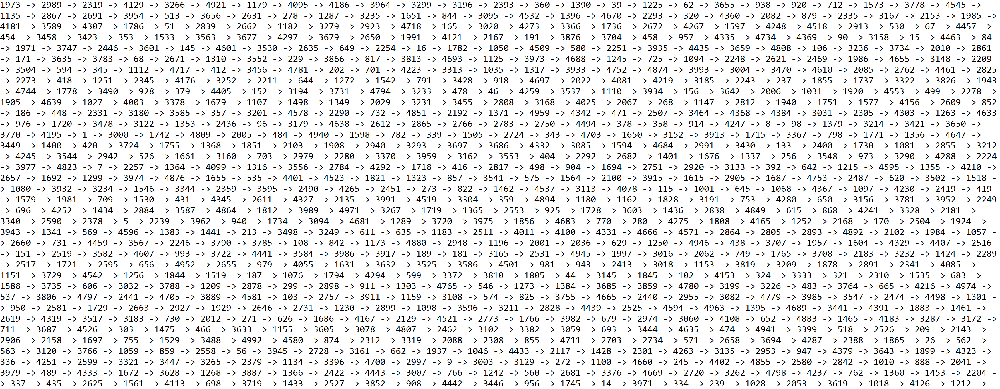 1973 -> 2989 -> 2319 -> 4129 -> 3266 -> 4921 -> 1179 -> 4095 -> 4186 -> 3964 -> 3299 -> 3196 -> 2393 -> 360 -> 1390 -> 39 -> 1225 -> 62 -> 3655 -> 938 -> 920 -> 712 -> 1573 -> 3778 -> 4545 ->
1135 -> 2867 -> 2691 -> 3954 -> 513 -> 3656 -> 2631 -> 278 -> 1287 -> 3235 -> 1651 -> 844 -> 3095 -> 4532 -> 1396 -> 4670 -> 2293 -> 320 -> 4360 -> 2082 -> 879 -> 2335 -> 3167 -> 2153 -> 1985 ->
4181 -> 3589 -> 4307 -> 1786 -> 51 -> 2839 -> 2662 -> 1182 -> 3279 -> 2923 -> 4718 -> 165 -> 3020 -> 4273 -> 3366 -> 1736 -> 2672 -> 4267 -> 1597 -> 4248 -> 4518 -> 2913 -> 530 -> 67 -> 4457 ->
454 -> 3458 -> 3423 -> 353 -> 1533 -> 3563 -> 3677 -> 4297 -> 3679 -> 2650 -> 1991 -> 4121 -> 2167 -> 191 -> 3876 -> 3704 -> 458 -> 957 -> 4335 -> 4734 -> 4369 -> 90 -> 3158 -> 15 -> 4463 -> 84
-> 1971 -> 3747 -> 2446 -> 3601 -> 145 -> 4601 -> 3530 -> 2635 -> 649 -> 2254 -> 16 -> 1782 -> 1050 -> 4509 -> 580 -> 2251 -> 3935 -> 4435 -> 3659 -> 4808 -> 106 -> 3236 -> 3734 -> 2010 -> 2861
-> 171 -> 3635 -> 3783 -> 68 -> 2671 -> 1310 -> 3552 -> 229 -> 3866 -> 817 -> 3813 -> 4693 -> 1125 -> 3973 -> 4688 -> 1245 -> 725 -> 1094 -> 2248 -> 2621 -> 2469 -> 1986 -> 4655 -> 3148 -> 2209
-> 3504 -> 594 -> 345 -> 1112 -> 4717 -> 412 -> 3456 -> 4781 -> 202 -> 701 -> 4223 -> 3313 -> 1035 -> 1317 -> 3933 -> 4752 -> 4874 -> 3993 -> 3004 -> 3470 -> 4610 -> 2085 -> 2762 -> 4461 -> 2825
-> 2273 -> 418 -> 1251 -> 2345 -> 4176 -> 3252 -> 2211 -> 644 -> 1272 -> 1542 -> 791 -> 3428 -> 918 -> 4697 -> 2022 -> 4081 -> 4219 -> 3185 -> 2243 -> 237 -> 1855 -> 1737 -> 3322 -> 3826 -> 1943
-> 4744 -> 1778 -> 3490 -> 928 -> 379 -> 4405 -> 152 -> 3194 -> 3731 -> 4794 -> 3233 -> 478 -> 46 -> 4259 -> 3537 -> 1110 -> 3934 -> 156 -> 3642 -> 2006 -> 1031 -> 1920 -> 4553 -> 499 -> 2278 ->
1905 -> 4639 -> 1027 -> 4003 -> 3378 -> 1679 -> 1107 -> 1498 -> 1349 -> 2029 -> 3231 -> 3455 -> 2808 -> 3168 -> 4025 -> 2067 -> 268 -> 1147 -> 2812 -> 1940 -> 1751 -> 1577 -> 4156 -> 2609 -> 852
-> 186 -> 448 -> 2331 -> 3180 -> 3585 -> 357 -> 3201 -> 4578 -> 2290 -> 732 -> 4851 -> 2192 -> 1371 -> 4959 -> 4342 -> 471 -> 2507 -> 3464 -> 4368 -> 4384 -> 3031 -> 2305 -> 4303 -> 1263 -> 4633
-> 976 -> 1720 -> 3478 -> 3122 -> 1353 -> 2436 -> 96 -> 3179 -> 4638 -> 2612 -> 2865 -> 2766 -> 2783 -> 2750 -> 4494 -> 378 -> 358 -> 914 -> 4247 -> 8 -> 98 -> 1379 -> 3214 -> 3421 -> 3650 ->
3770 -> 4195 -> 1 -> 3000 -> 1742 -> 4809 -> 2005 -> 484 -> 4940 -> 1598 -> 782 -> 339 -> 1505 -> 2724 -> 343 -> 4703 -> 1650 -> 3152 -> 3913 -> 1715 -> 3367 -> 798 -> 1771 -> 1356 -> 4647 ->
3449 -> 1400 -> 420 -> 3724 -> 1755 -> 1368 -> 1851 -> 2103 -> 1908 -> 2940 -> 3293 -> 3697 -> 3686 -> 4332 -> 3085 -> 1594 -> 4684 -> 2991 -> 3430 -> 133 -> 2400 -> 1730 -> 1081 -> 2855 -> 3212
-> 4245 -> 3544 -> 2942 -> 526 -> 1661 -> 3160 -> 703 -> 2979 -> 2280 -> 3370 -> 3959 -> 3162 -> 3553 -> 404 -> 2292 -> 2682 -> 1401 -> 1676 -> 1337 -> 256 -> 3548 -> 973 -> 3290 -> 4288 -> 2224
-> 3977 -> 4823 -> 7 -> 2257 -> 1364 -> 4099 -> 1316 -> 3556 -> 2784 -> 4292 -> 1718 -> 416 -> 2817 -> 498 -> 904 -> 1694 -> 2751 -> 2920 -> 3133 -> 392 -> 642 -> 1215 -> 4595 -> 1355 -> 4210 ->
2657 -> 1692 -> 1299 -> 3974 -> 4876 -> 1655 -> 535 -> 4401 -> 4523 -> 1821 -> 1323 -> 857 -> 3541 -> 575 -> 1564 -> 2100 -> 3915 -> 1615 -> 2905 -> 1687 -> 4753 -> 2487 -> 620 -> 3502 -> 1518 -
> 1080 -> 3932 -> 3234 -> 1546 -> 3344 -> 2359 -> 3595 -> 2490 -> 4265 -> 2451 -> 273 -> 822 -> 1462 -> 4537 -> 3113 -> 4078 -> 115 -> 1001 -> 645 -> 1068 -> 4367 -> 1097 -> 4230 -> 2419 -> 419
-> 1579 -> 1981 -> 709 -> 1530 -> 431 -> 4345 -> 2611 -> 4327 -> 2135 -> 3991 -> 4519 -> 3304 -> 359 -> 4894 -> 1180 -> 1162 -> 1828 -> 3191 -> 753 -> 4280 -> 650 -> 3156 -> 3781 -> 3952 -> 2249
-> 696 -> 4252 -> 1434 -> 2884 -> 3587 -> 4864 -> 1812 -> 3989 -> 4971 -> 3267 -> 1719 -> 1365 -> 2553 -> 925 -> 1728 -> 3603 -> 1436 -> 2838 -> 4849 -> 615 -> 868 -> 4241 -> 3328 -> 2181 ->
3340 -> 2590 -> 2378 -> 5 -> 2239 -> 3962 -> 940 -> 1734 -> 3094 -> 4681 -> 1289 -> 3720 -> 3975 -> 1856 -> 4683 -> 770 -> 280 -> 4275 -> 1808 -> 4165 -> 1252 -> 2168 -> 170 -> 2504 -> 1924 ->
3943 -> 1341 -> 569 -> 4596 -> 1383 -> 1441 -> 213 -> 3498 -> 3249 -> 611 -> 635 -> 1183 -> 2511 -> 4011 -> 4100 -> 4331 -> 4666 -> 4571 -> 2864 -> 2805 -> 2893 -> 4892 -> 2102 -> 1984 -> 1057 -
> 2660 -> 731 -> 4459 -> 3567 -> 2246 -> 3790 -> 3785 -> 108 -> 842 -> 1173 -> 4880 -> 2948 -> 1196 -> 2001 -> 2036 -> 629 -> 1250 -> 4946 -> 438 -> 3707 -> 1957 -> 1604 -> 4329 -> 4407 -> 2516
-> 151 -> 2519 -> 3582 -> 4607 -> 993 -> 3722 -> 4441 -> 3584 -> 3986 -> 3917 -> 189 -> 181 -> 3165 -> 2531 -> 4945 -> 1997 -> 3016 -> 2062 -> 749 -> 1765 -> 3708 -> 2183 -> 3232 -> 1424 -> 2289
-> 2517 -> 1721 -> 2595 -> 656 -> 4952 -> 2655 -> 979 -> 4055 -> 1631 -> 3632 -> 3525 -> 3586 -> 4501 -> 981 -> 943 -> 2413 -> 3018 -> 1153 -> 3819 -> 3209 -> 1878 -> 2891 -> 2341 -> 4085 ->
1151 -> 3729 -> 4542 -> 1256 -> 1844 -> 1519 -> 187 -> 1076 -> 1794 -> 4294 -> 599 -> 3372 -> 3810 -> 1805 -> 44 -> 3145 -> 1845 -> 102 -> 4153 -> 324 -> 3333 -> 321 -> 2310 -> 1535 -> 683 ->
1588 -> 3735 -> 606 -> 3032 -> 3788 -> 1209 -> 2878 -> 299 -> 2898 -> 911 -> 1303 -> 4765 -> 546 -> 1273 -> 1384 -> 3685 -> 3859 -> 4780 -> 3199 -> 3226 -> 483 -> 3764 -> 665 -> 4216 -> 4974 ->
537 -> 3806 -> 4797 -> 2441 -> 4705 -> 3889 -> 4581 -> 103 -> 2757 -> 3911 -> 1159 -> 3108 -> 574 -> 825 -> 3755 -> 4665 -> 2440 -> 2955 -> 3082 -> 4779 -> 3985 -> 3547 -> 2474 -> 4498 -> 1301 -
> 950 -> 2581 -> 1729 -> 2663 -> 2927 -> 1929 -> 2646 -> 2731 -> 1230 -> 2899 -> 1098 -> 3596 -> 3211 -> 2828 -> 4439 -> 2525 -> 4594 -> 4963 -> 1395 -> 4689 -> 3441 -> 4391 -> 1883 -> 1461 ->
2619 -> 4319 -> 3517 -> 3183 -> 730 -> 2012 -> 271 -> 626 -> 1686 -> 4167 -> 2129 -> 4521 -> 2773 -> 1766 -> 3982 -> 679 -> 2974 -> 3060 -> 4108 -> 652 -> 4883 -> 1465 -> 4183 -> 3287 -> 3172 ->
711 -> 3687 -> 4526 -> 303 -> 1475 -> 466 -> 3633 -> 1155 -> 3605 -> 3078 -> 4807 -> 2462 -> 3102 -> 3382 -> 3059 -> 693 -> 3444 -> 4635 -> 474 -> 4941 -> 3399 -> 518 -> 2526 -> 209 -> 2143 ->
2906 -> 2158 -> 1697 -> 755 -> 1529 -> 3488 -> 4992 -> 4580 -> 874 -> 2312 -> 3319 -> 2088 -> 2308 -> 855 -> 4711 -> 2703 -> 2734 -> 571 -> 2658 -> 3694 -> 4287 -> 2388 -> 1865 -> 26 -> 562 ->
563 -> 3120 -> 3766 -> 1059 -> 859 -> 2558 -> 56 -> 3945 -> 2728 -> 3161 -> 662 -> 1937 -> 1046 -> 4433 -> 2117 -> 1428 -> 2301 -> 4263 -> 3135 -> 2953 -> 947 -> 4379 -> 3643 -> 1899 -> 4323 ->
336 -> 4251 -> 2599 -> 3321 -> 3447 -> 3265 -> 2379 -> 1134 -> 3396 -> 4700 -> 2997 -> 9 -> 3003 -> 3129 -> 272 -> 1100 -> 4660 -> 245 -> 4402 -> 4855 -> 2580 -> 2842 -> 1010 -> 888 -> 2041 ->
3979 -> 489 -> 4333 -> 1672 -> 3628 -> 1268 -> 3887 -> 1366 -> 2422 -> 4443 -> 3007 -> 766 -> 1242 -> 560 -> 2681 -> 3376 -> 4669 -> 2720 -> 3262 -> 4798 -> 4237 -> 762 -> 1360 -> 1453 -> 2204 -
> 337 -> 435 -> 2625 -> 1561 -> 4113 -> 698 -> 3719 -> 1433 -> 2527 -> 3852 -> 908 -> 4442 -> 3446 -> 956 -> 1745 -> 14 -> 3971 -> 334 -> 239 -> 1028 -> 2053 -> 3619 -> 1018 -> 4126 -> 1212 ->